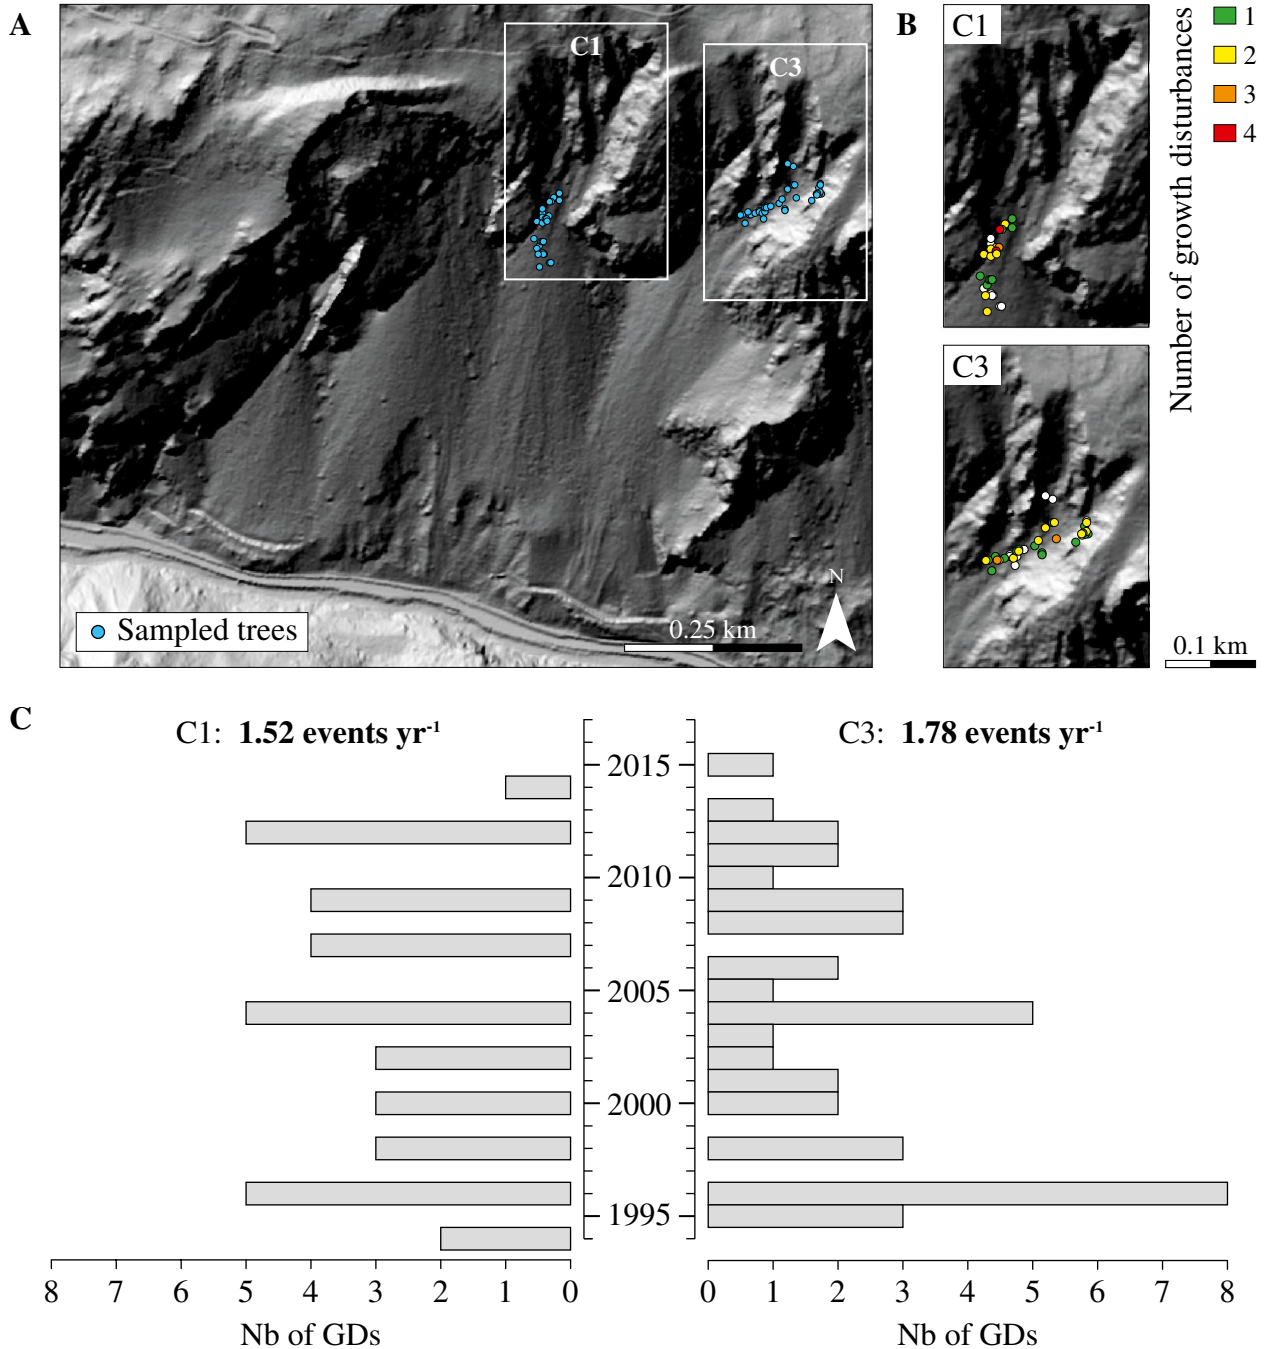 A
C1
C3
N
Sampled trees
0.25 km
B
C1
C3
0.1 km
Number of growth disturbances
1
2
3
4
C
C1: 1.52 events yr⁻¹
C3: 1.78 events yr⁻¹
2015
2010
2005
2000
1995
8 7 6 5 4 3 2 1 0
Nb of GDs
0 1 2 3 4 5 6 7 8
Nb of GDs